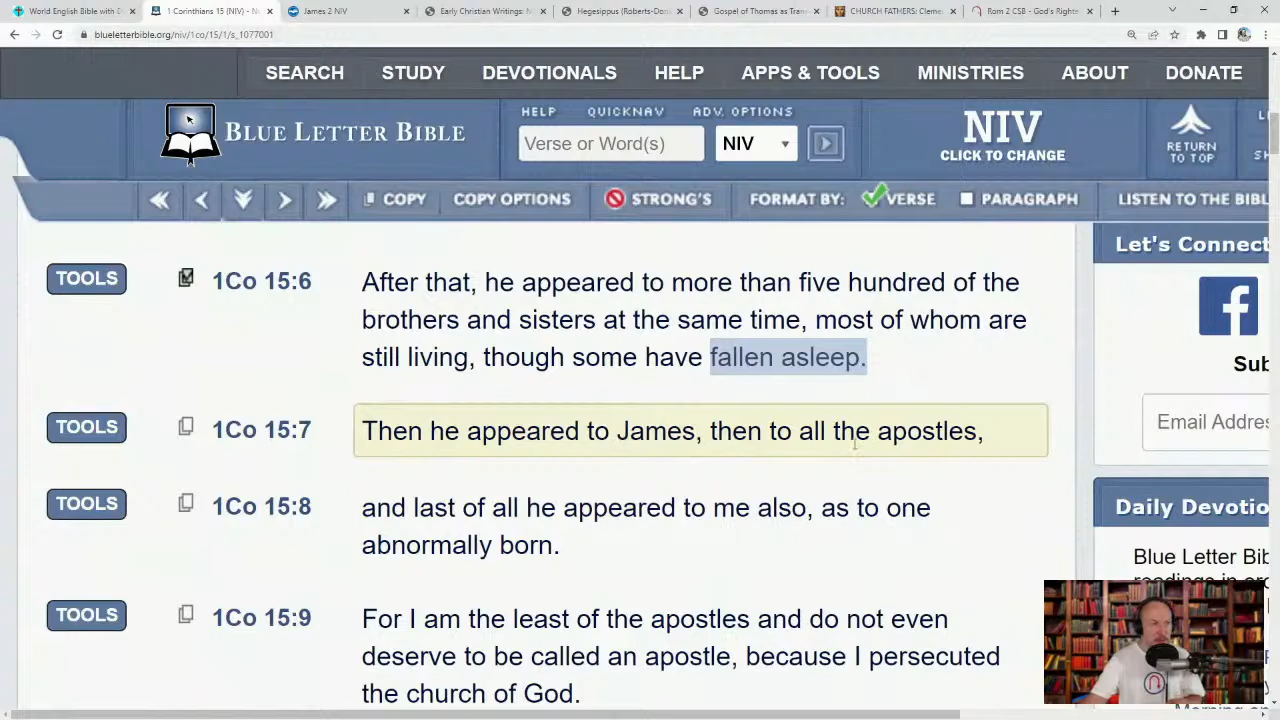 World English Bible with D
1 Corinthians 15 (NIV) - Ne
James 2 NIV
Early Christian Writings: N
Hegesippus (Roberts-Dona
Gospel of Thomas as Trans
CHURCH FATHERS: Cleme
Rom 2 CSB - God's Righte
blueletterbible.org/niv/1co/15/1/s_1077001
SEARCH STUDY DEVOTIONALS HELP APPS & TOOLS MINISTRIES ABOUT DONATE
BLUE LETTER BIBLE
HELP QUICKNAV ADV. OPTIONS
Verse or Word(s) NIV
NIV
CLICK TO CHANGE
RETURN
TO TOP
COPY COPY OPTIONS STRONG'S FORMAT BY: VERSE PARAGRAPH LISTEN TO THE BIBL
TOOLS 1Co 15:6 After that, he appeared to more than five hundred of the
brothers and sisters at the same time, most of whom are
still living, though some have fallen asleep.
TOOLS 1Co 15:7 Then he appeared to James, then to all the apostles,
TOOLS 1Co 15:8 and last of all he appeared to me also, as to one
abnormally born.
TOOLS 1Co 15:9 For I am the least of the apostles and do not even
deserve to be called an apostle, because I persecuted
the church of God.
Let's Connect
Sub
Email Addres
Daily Devotio
Blue Letter Bib